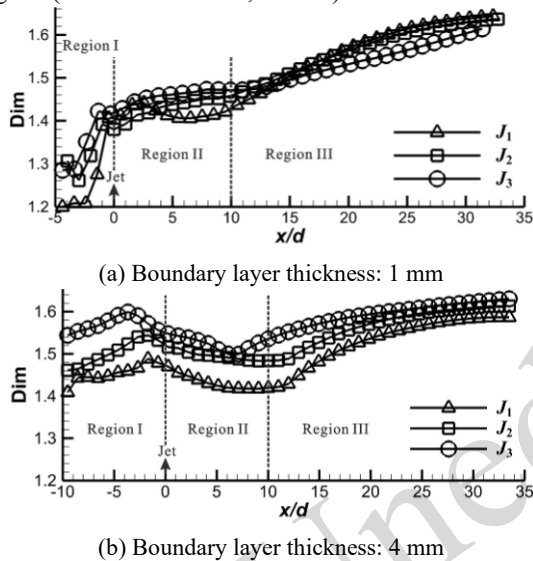 1.6
1.5
1.4
1.3
1.2
Dim
Region I
Region II
Region III
Jet
J1
J2
J3
-5 0 5 10 15 20 25 30 35
x/d
(a) Boundary layer thickness: 1 mm
1.6
1.5
1.4
1.3
1.2
Dim
Region I
Region II
Region III
Jet
J1
J2
J3
-10 -5 0 5 10 15 20 25 30 35
x/d
(b) Boundary layer thickness: 4 mm